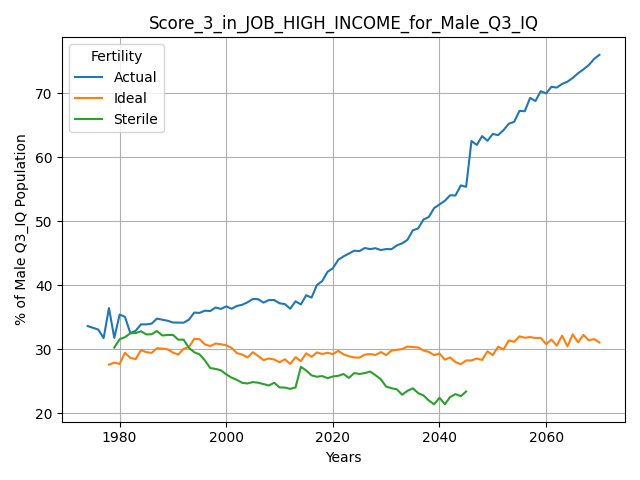 Score_3_in_JOB_HIGH_INCOME_for_Male_Q3_IQ
Fertility
Actual
Ideal
Sterile
% of Male Q3_IQ Population
70
60
50
40
30
20
1980
2000
2020
2040
2060
Years